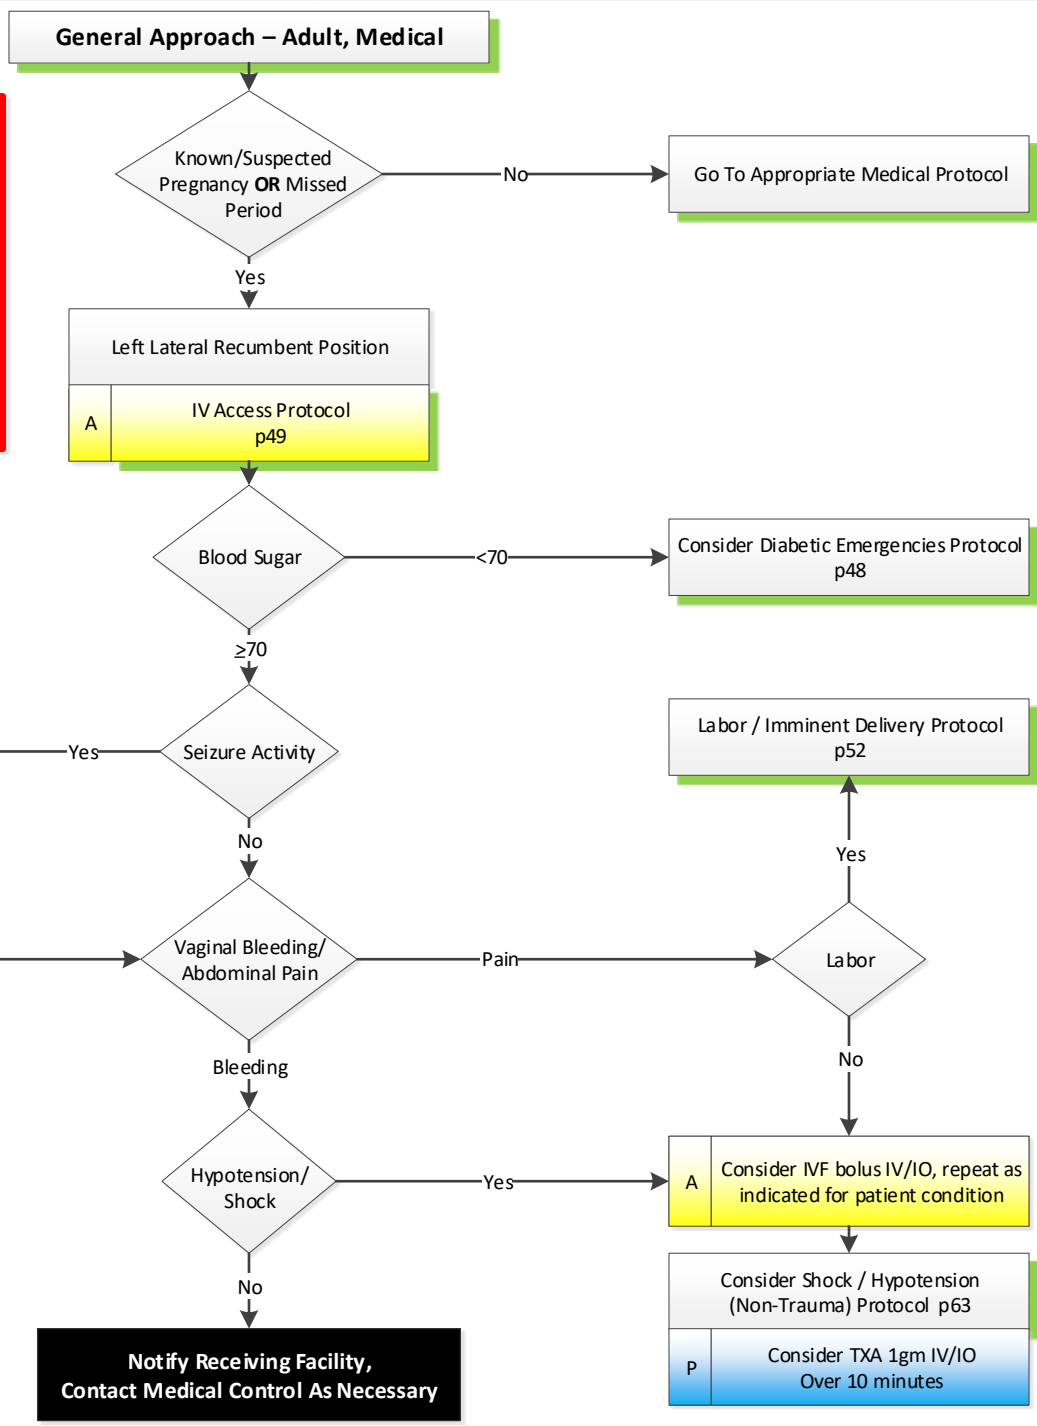 General Approach – Adult, Medical
Known/Suspected
Pregnancy OR Missed
Period
No
Go To Appropriate Medical Protocol
Yes
Left Lateral Recumbent Position
A
IV Access Protocol
p49
Blood Sugar
<70
Consider Diabetic Emergencies Protocol
p48
≥70
Labor / Imminent Delivery Protocol
p52
Yes
Seizure Activity
No
Yes
Vaginal Bleeding/
Abdominal Pain
Pain
Labor
Bleeding
No
Hypotension/
Shock
Yes
A
Consider IVF bolus IV/IO, repeat as
indicated for patient condition
No
Consider Shock / Hypotension
(Non-Trauma) Protocol p63
P
Consider TXA 1gm IV/IO
Over 10 minutes
Notify Receiving Facility,
Contact Medical Control As Necessary